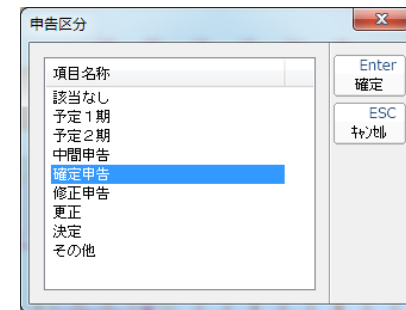 申告区分
項目名称
該当なし
予定1期
予定2期
中間申告
確定申告
修正申告
更正
決定
その他
Enter
確定
ESC
ｷｬﾝｾﾙ